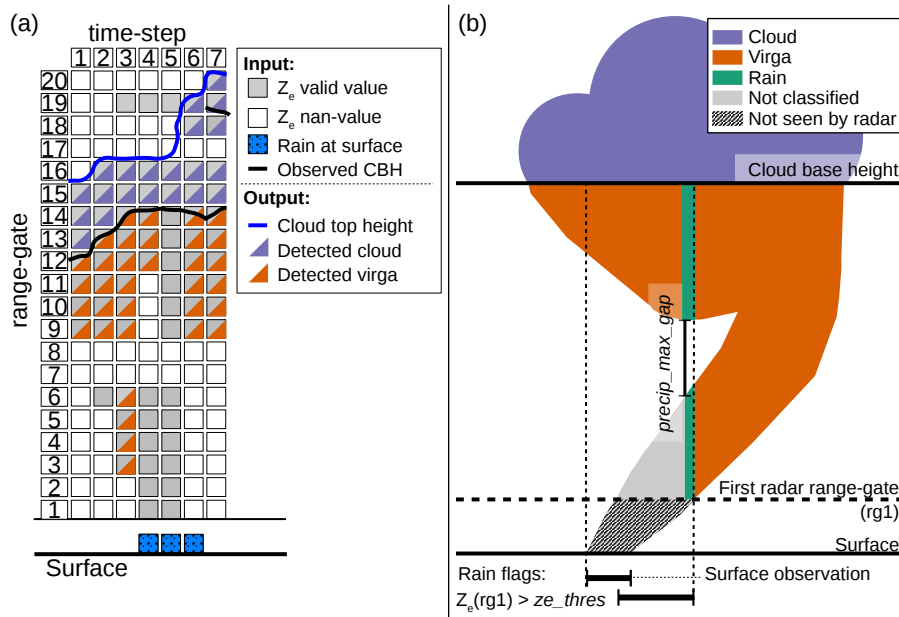 (a)
time-step
1 2 3 4 5 6 7
range-gate
20
19
18
17
16
15
14
13
12
11
10
9
8
7
6
5
4
3
2
1
Surface
Input:
Ze valid value
Ze nan-value
Rain at surface
Observed CBH
Output:
Cloud top height
Detected cloud
Detected virga
(b)
Cloud
Virga
Rain
Not classified
Not seen by radar
Cloud base height
precip_max_gap
First radar range-gate
(rg1)
Surface
Rain flags:
Surface observation
Ze(rg1) > ze_thres